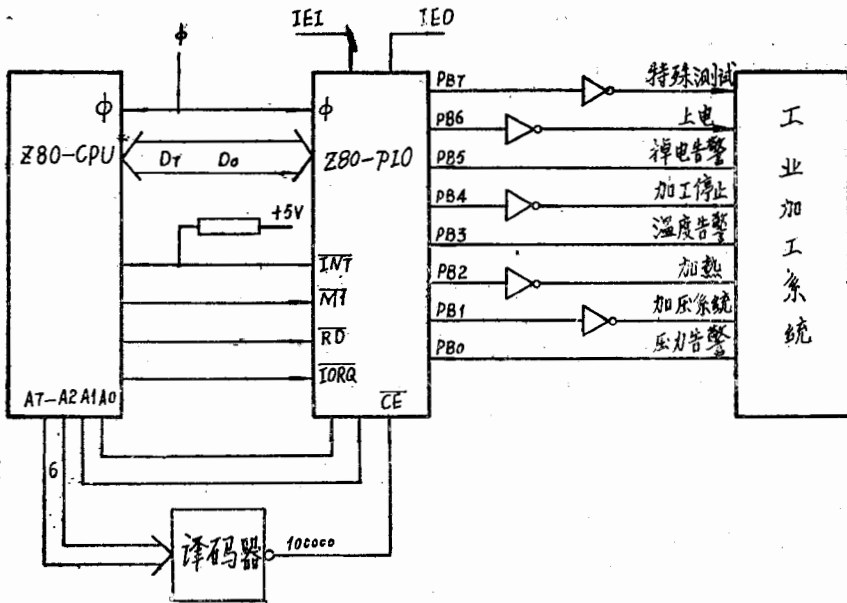 ϕ
IEI
IEO
ϕ
Z80-CPU
D7 D0
+5V
A7-A2 A1 A0
6
ϕ
Z80-PIO
INT
M1
RD
IORQ
CE
PB7 特殊测试
PB6 上电
PB5 掉电告警
PB4 加工停止
PB3 温度告警
PB2 加热
PB1 加压系统
PB0 压力告警
工业加工系统
译码器
100000